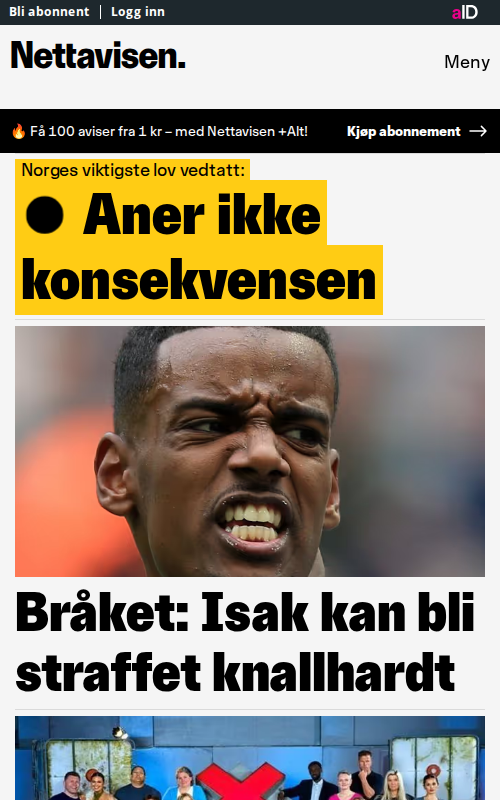 Bli abonnent
Logg inn
aID
Nettavisen.
Meny
🔥 Få 100 aviser fra 1 kr – med Nettavisen +Alt!
Kjøp abonnement →
Norges viktigste lov vedtatt:
● Aner ikke
konsekvensen
Bråket: Isak kan bli
straffet knallhardt